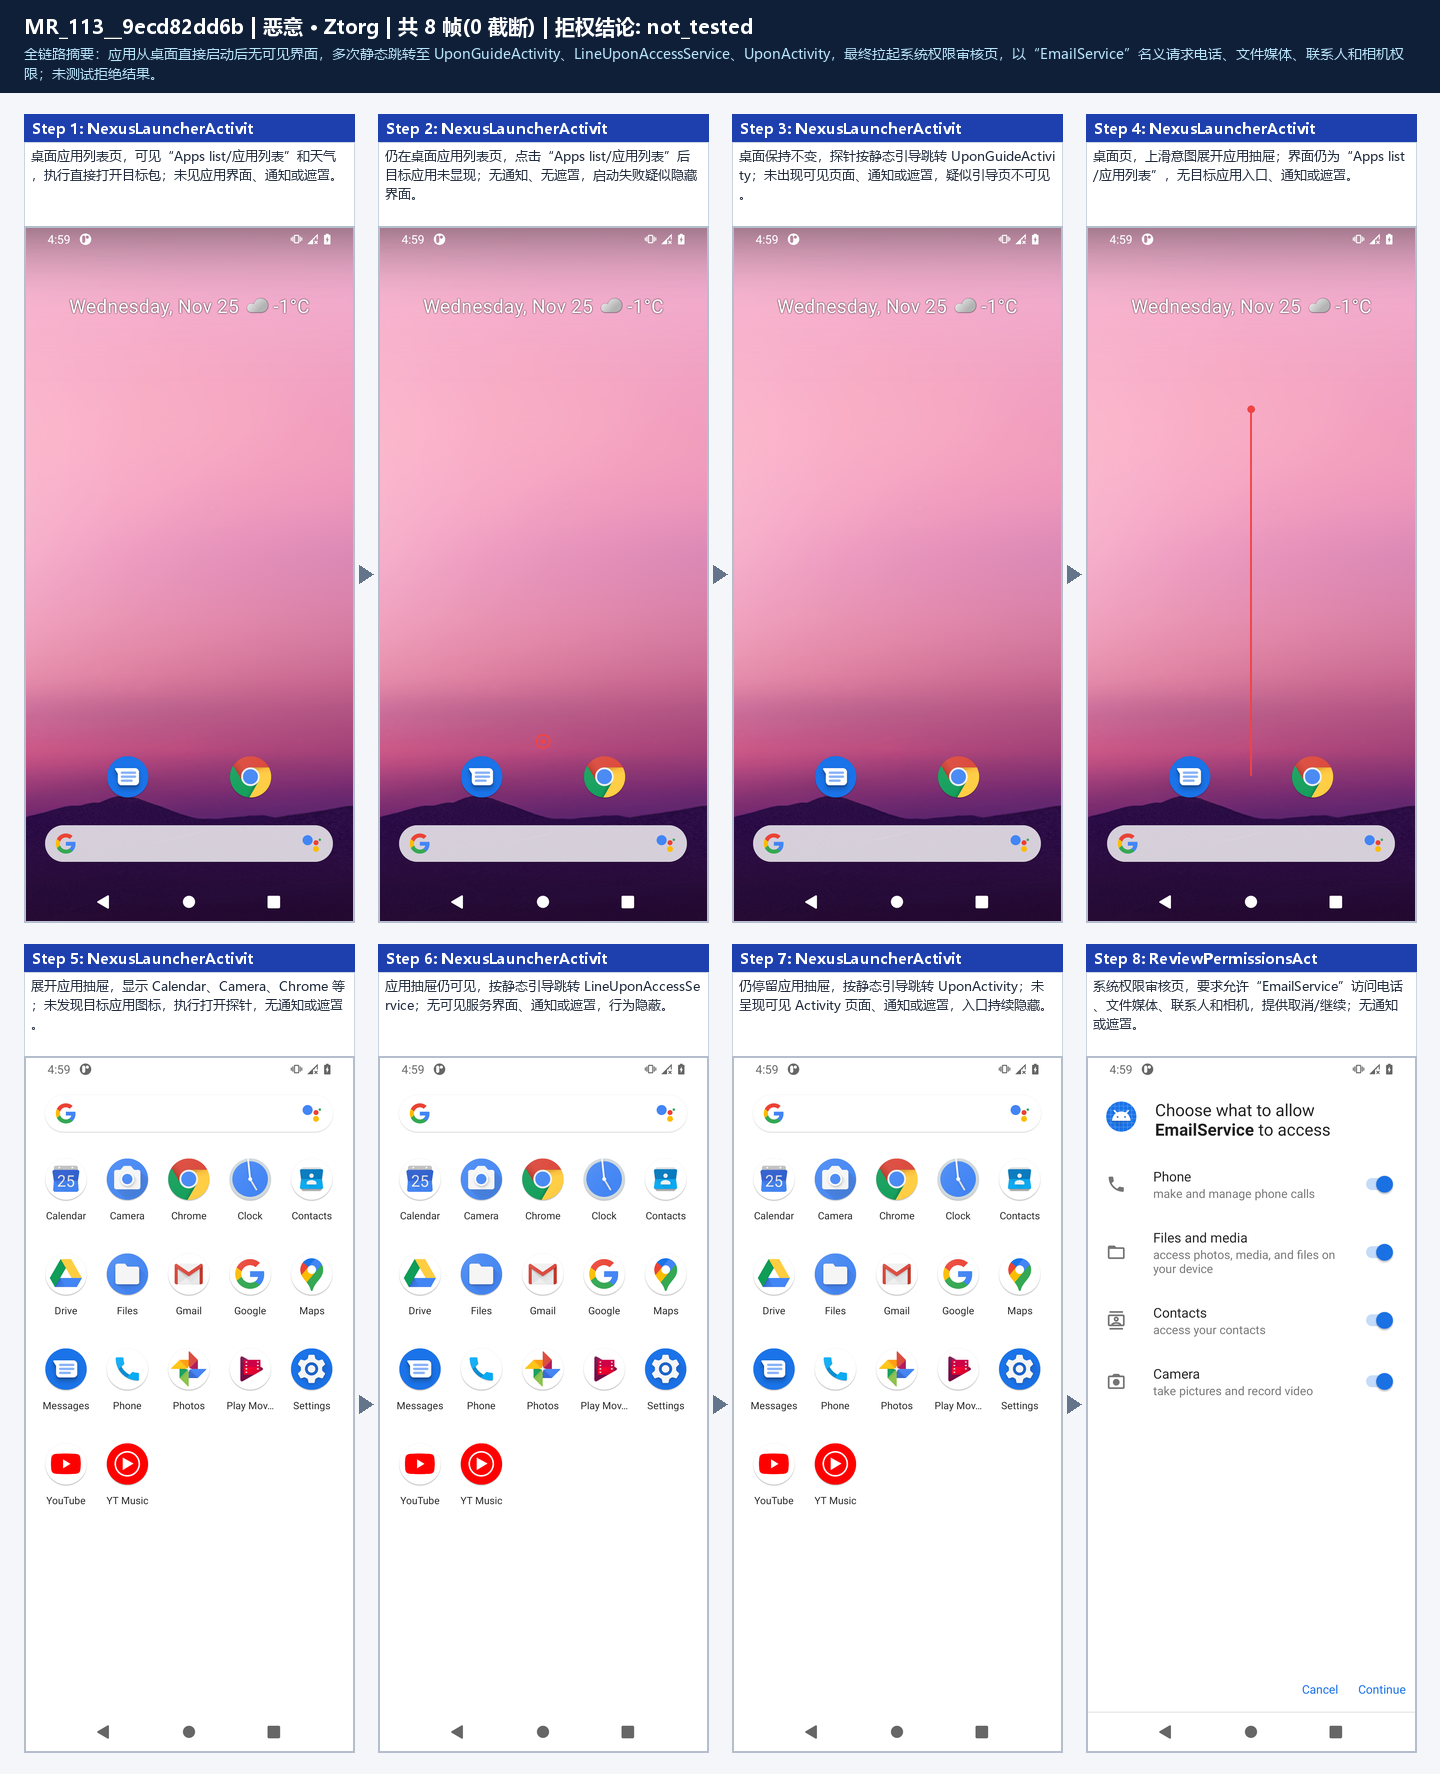 MR_113__9ecd82dd6b | 恶意 • Ztorg | 共 8 帧(0 截断) | 拒权结论: not_tested
全链路摘要：应用从桌面直接启动后无可见界面，多次静态跳转至 UponGuideActivity、LineUponAccessService、UponActivity，最终拉起系统权限审核页，以“EmailService”名义请求电话、文件媒体、联系人和相机权
限；未测试拒绝结果。
Step 1: NexusLauncherActivit
桌面应用列表页，可见“Apps list/应用列表”和天气
，执行直接打开目标包；未见应用界面、通知或遮罩。
4:59
Wednesday, Nov 25 -1°C
Step 2: NexusLauncherActivit
仍在桌面应用列表页，点击“Apps list/应用列表”后
目标应用未显现；无通知、无遮罩，启动失败疑似隐藏
界面。
4:59
Wednesday, Nov 25 -1°C
Step 3: NexusLauncherActivit
桌面保持不变，探针按静态引导跳转 UponGuideActivi
ty；未出现可见页面、通知或遮罩，疑似引导页不可见
。
4:59
Wednesday, Nov 25 -1°C
Step 4: NexusLauncherActivit
桌面页，上滑意图展开应用抽屉；界面仍为“Apps list
/应用列表”，无目标应用入口、通知或遮罩。
4:59
Wednesday, Nov 25 -1°C
Step 5: NexusLauncherActivit
展开应用抽屉，显示 Calendar、Camera、Chrome 等
；未发现目标应用图标，执行打开探针，无通知或遮罩
。
4:59
25
Calendar Camera Chrome Clock Contacts
Drive Files Gmail Google Maps
Messages Phone Photos Play Mov... Settings
YouTube YT Music
Step 6: NexusLauncherActivit
应用抽屉仍可见，按静态引导跳转 LineUponAccessSe
rvice；无可见服务界面、通知或遮罩，行为隐蔽。
4:59
25
Calendar Camera Chrome Clock Contacts
Drive Files Gmail Google Maps
Messages Phone Photos Play Mov... Settings
YouTube YT Music
Step 7: NexusLauncherActivit
仍停留应用抽屉，按静态引导跳转 UponActivity；未
呈现可见 Activity 页面、通知或遮罩，入口持续隐藏。
4:59
25
Calendar Camera Chrome Clock Contacts
Drive Files Gmail Google Maps
Messages Phone Photos Play Mov... Settings
YouTube YT Music
Step 8: ReviewPermissionsAct
系统权限审核页，要求允许“EmailService”访问电话
、文件媒体、联系人和相机，提供取消/继续；无通知
或遮罩。
4:59
Choose what to allow
EmailService to access
Phone
make and manage phone calls
Files and media
access photos, media, and files on
your device
Contacts
access your contacts
Camera
take pictures and record video
Cancel Continue